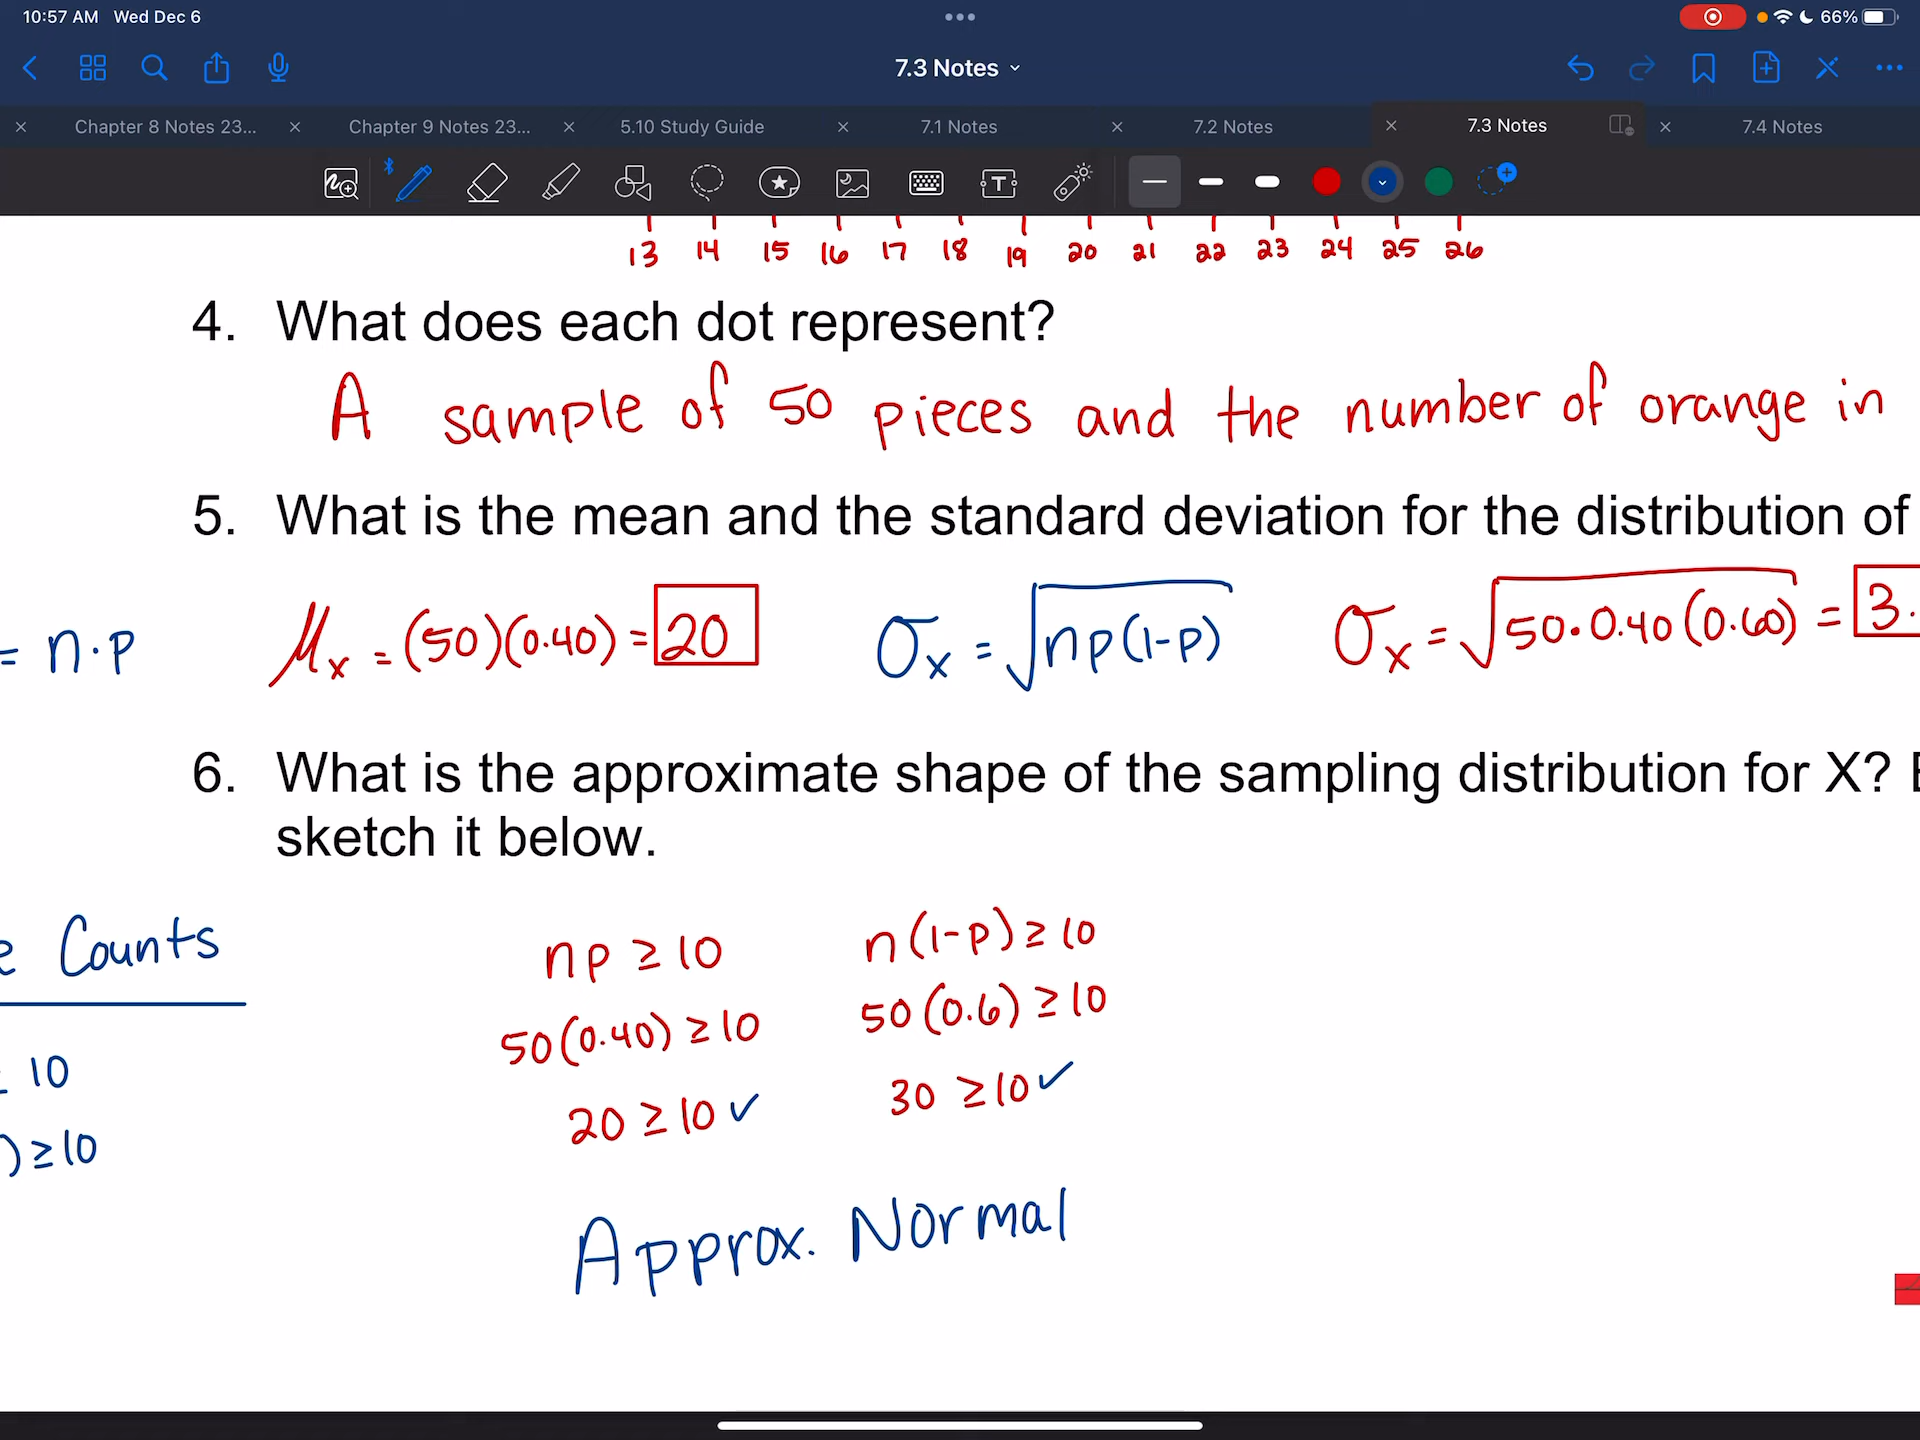 10:57 AM Wed Dec 6
66%
7.3 Notes
Chapter 8 Notes 23... Chapter 9 Notes 23... 5.10 Study Guide 7.1 Notes 7.2 Notes 7.3 Notes 7.4 Notes
13 14 15 16 17 18 19 20 21 22 23 24 25 26
4. What does each dot represent?
A sample of 50 pieces and the number of orange in
5. What is the mean and the standard deviation for the distribution of
= n·p μx = (50)(0.40) = 20 σx = √np(1-p) σx = √50·0.40(0.60) = 3.
6. What is the approximate shape of the sampling distribution for X?
sketch it below.
Counts
np ≥ 10 n(1-p) ≥ 10
50(0.40) ≥ 10 50(0.6) ≥ 10
10
20 ≥ 10 ✓ 30 ≥ 10 ✓
) ≥ 10
Approx. Normal